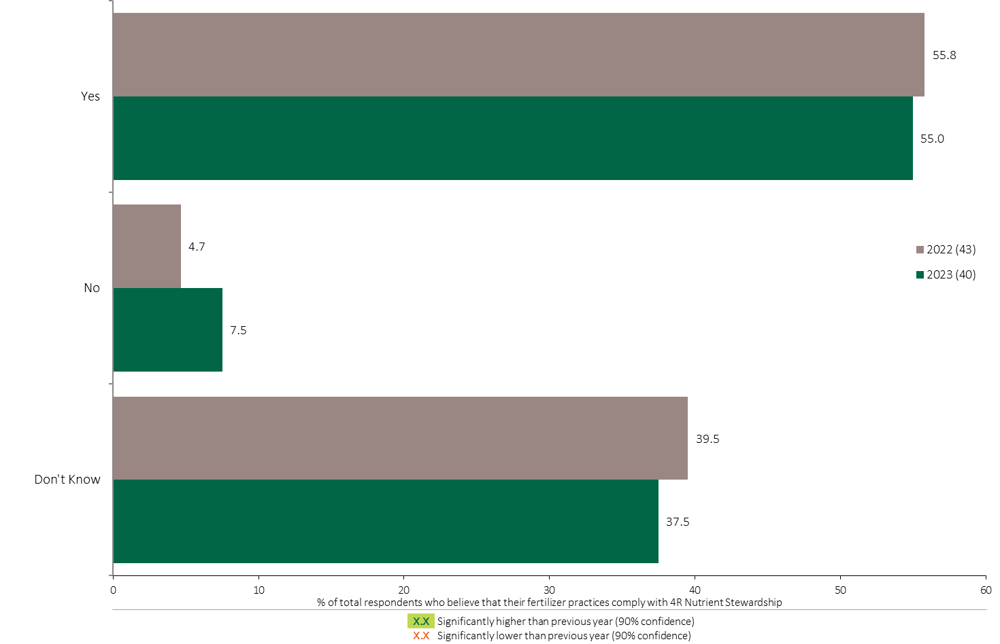 55.8
Yes
55.0
4.7
2022 (43)
2023 (40)
No
7.5
39.5
Don't Know
37.5
0 10 20 30 40 50 60
% of total respondents who believe that their fertilizer practices comply with 4R Nutrient Stewardship
X.X Significantly higher than previous year (90% confidence)
X.X Significantly lower than previous year (90% confidence)